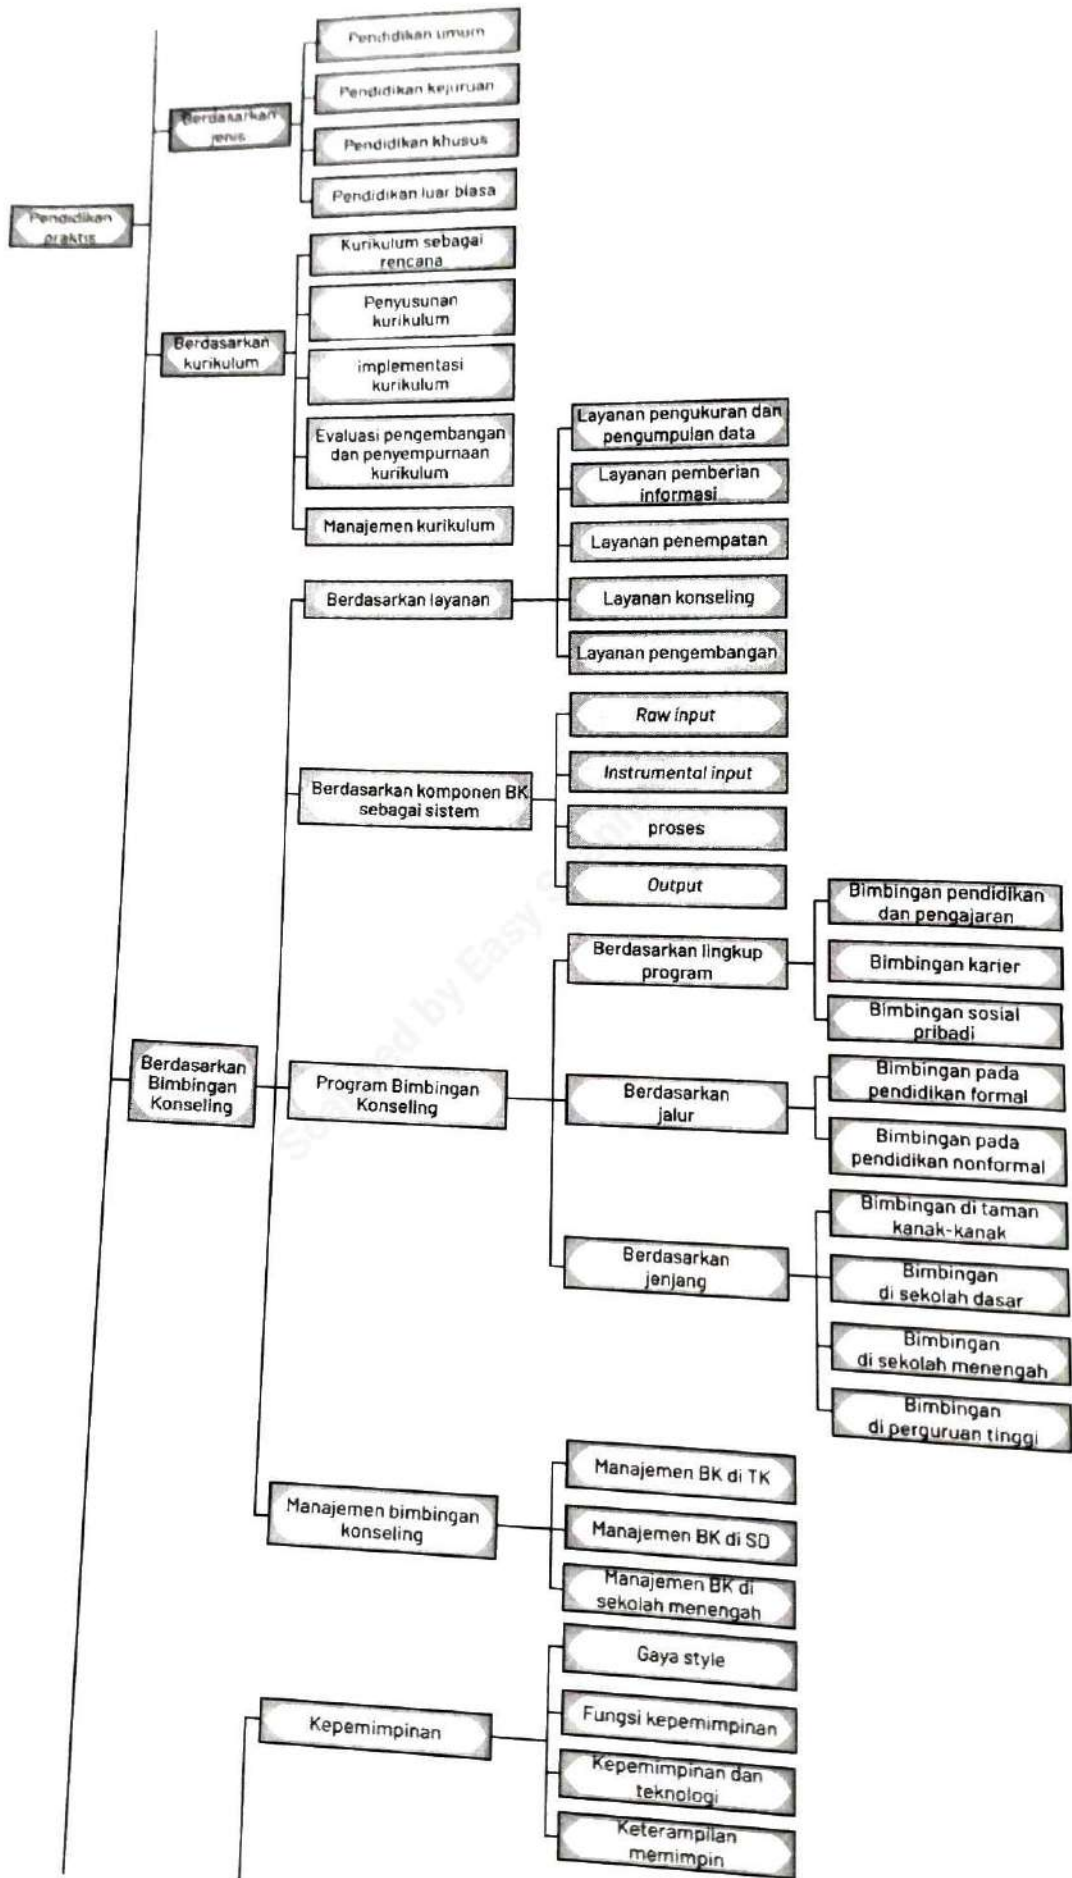 Pendidikan umum
Pendidikan kejuruan
Berdasarkan
jenis
Pendidikan khusus
Pendidikan luar biasa
Pendidikan
praktis
Kurikulum sebagai
rencana
Penyusunan
kurikulum
Berdasarkan
kurikulum
implementasi
kurikulum
Evaluasi pengembangan
dan penyempurnaan
kurikulum
Manajemen kurikulum
Layanan pengukuran dan
pengumpulan data
Layanan pemberian
informasi
Layanan penempatan
Berdasarkan layanan
Layanan konseling
Layanan pengembangan
Raw input
Instrumental input
Berdasarkan komponen BK
sebagai sistem
proses
Output
Berdasarkan lingkup
program
Bimbingan pendidikan
dan pengajaran
Bimbingan karier
Bimbingan sosial
pribadi
Berdasarkan
Bimbingan
Konseling
Program Bimbingan
Konseling
Berdasarkan
jalur
Bimbingan pada
pendidikan formal
Bimbingan pada
pendidikan nonformal
Berdasarkan
jenjang
Bimbingan di taman
kanak-kanak
Bimbingan
di sekolah dasar
Bimbingan
di sekolah menengah
Bimbingan
di perguruan tinggi
Manajemen bimbingan
konseling
Manajemen BK di TK
Manajemen BK di SD
Manajemen BK di
sekolah menengah
Kepemimpinan
Gaya style
Fungsi kepemimpinan
Kepemimpinan dan
teknologi
Keterampilan
memimpin
by Easy